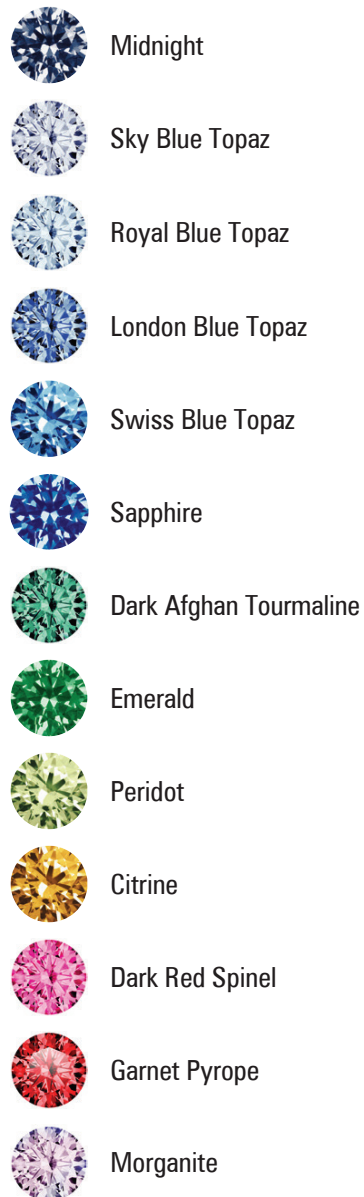 Midnight
Sky Blue Topaz
Royal Blue Topaz
London Blue Topaz
Swiss Blue Topaz
Sapphire
Dark Afghan Tourmaline
Emerald
Peridot
Citrine
Dark Red Spinel
Garnet Pyrope
Morganite